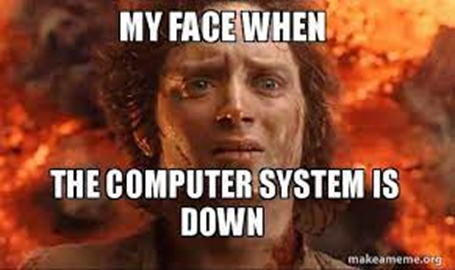 MY FACE WHEN
THE COMPUTER SYSTEM IS
DOWN
makeameme.org